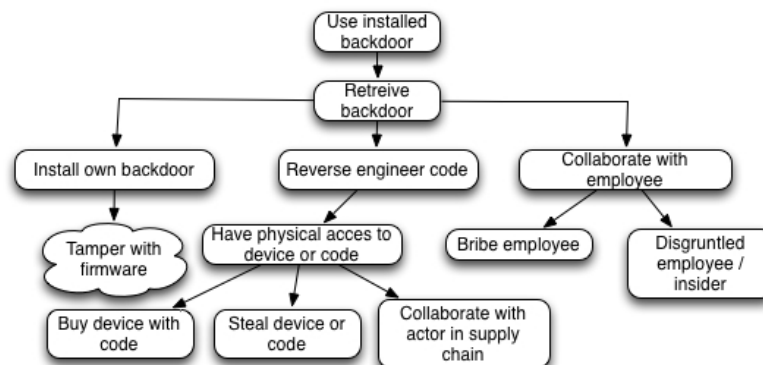 Use installed
backdoor
Retreive
backdoor
Install own backdoor
Reverse engineer code
Collaborate with
employee
Tamper with
firmware
Have physical acces to
device or code
Bribe employee
Disgruntled
employee /
insider
Buy device with
code
Steal device or
code
Collaborate with
actor in supply
chain